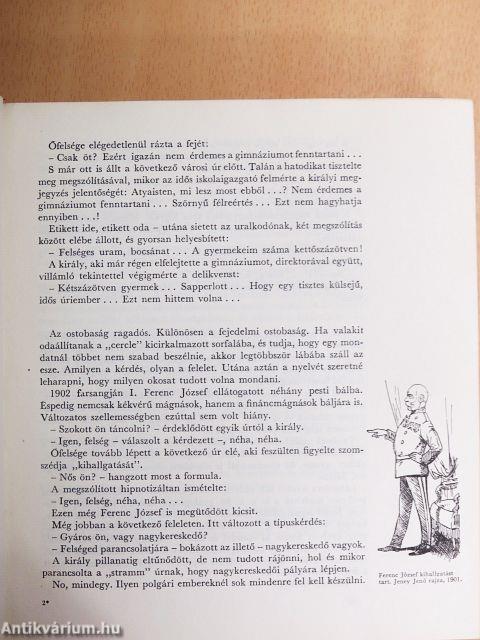 Őfelsége elégedetlenül rázta a fejét:
– Csak öt? Ezért igazán nem érdemes a gimnáziumot fenntartani . . .
S már ott is állt a következő városi úr előtt. Talán a hatodikat tisztelte
meg megszólításával, mikor az idős iskolaigazgató felmérte a királyi meg-
jegyzés jelentőségét: Atyaisten, mi lesz most ebből . . .? Nem érdemes a
gimnáziumot fenntartani . . . Szörnyű félreértés . . . Ezt nem hagyhatja
ennyiben . . .!
Etikett ide, etikett oda – utána sietett az uralkodónak, két megszólítás
között elébe állott, és gyorsan helyesbített:
– Felséges uram, bocsánat . . . A gyermekeim száma kettőszázötven!
A király, aki már régen elfelejtette a gimnáziumot, direktorával együtt,
villámló tekintettel végigmérte a delikvenst:
– Kétszázötven gyermek . . . Sapperlott . . . Hogy egy tisztes külsejű,
idős úriember . . . Ezt nem hittem volna . . .
Az ostobaság ragadós. Különösen a fejedelmi ostobaság. Ha valakit
odaállítanak a „cercle” kicirkalmazott sorfalába, és tudja, hogy egy mon-
datnál többet nem szabad beszélnie, akkor legtöbbször lábába száll az
esze. Amilyen a kérdés, olyan a felelet. Utána aztán a nyelvét szeretné
leharapni, hogy milyen okosat tudott volna mondani.
1902 farsangján I. Ferenc József ellátogatott néhány pesti bálba.
Éspedig nemcsak kékvérű mágnások, hanem a fináncmágnások báljára is.
Változatos szellemességben ezúttal sem volt hiány.
– Szokott ön táncolni? – érdeklődött egyik úrtól a király.
– Igen, felség – válaszolt a kérdezett –, néha, néha.
Őfelsége tovább lépett a következő úr elé, aki feszülten figyelte szom-
szédja „kihallgatását”.
– Nős ön? – hangzott most a formula.
A megszólított hipnotizáltan ismételte:
– Igen, felség, néha, néha . . .
Ezen még Ferenc József is megütődött kicsit.
Még jobban a következő feleleten. Itt változott a típuskérdés:
– Gyáros ön, vagy nagykereskedő?
– Felséged parancsolatjára – bokázott az illető – nagykereskedő vagyok.
A király pillanatig eltűnődött, de nem tudott rájönni, hol és mikor
parancsolta a „stramm” úrnak, hogy nagykereskedői pályára lépjen.
No, mindegy. Ilyen polgári embereknél sok mindenre fel kell készülni.
Ferenc József kihallgatást
tart. Jeney Jenő rajza, 1901.
2*
Antikvárium.hu